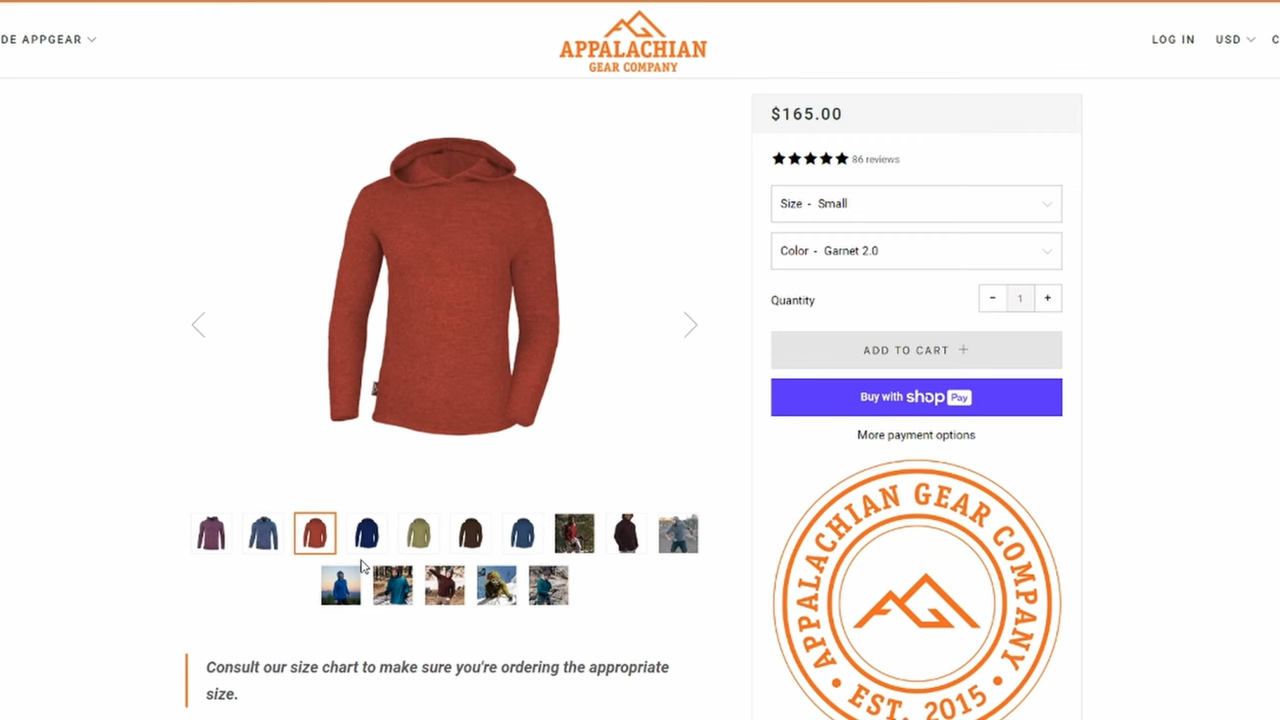 DE APPGEAR
APPALACHIAN
GEAR COMPANY
LOG IN
USD
C
$165.00
86 reviews
Size - Small
Color - Garnet 2.0
Quantity
- 1 +
ADD TO CART +
Buy with shop Pay
More payment options
APPALACHIAN GEAR COMPANY
• EST. 2015 •
Consult our size chart to make sure you're ordering the appropriate
size.